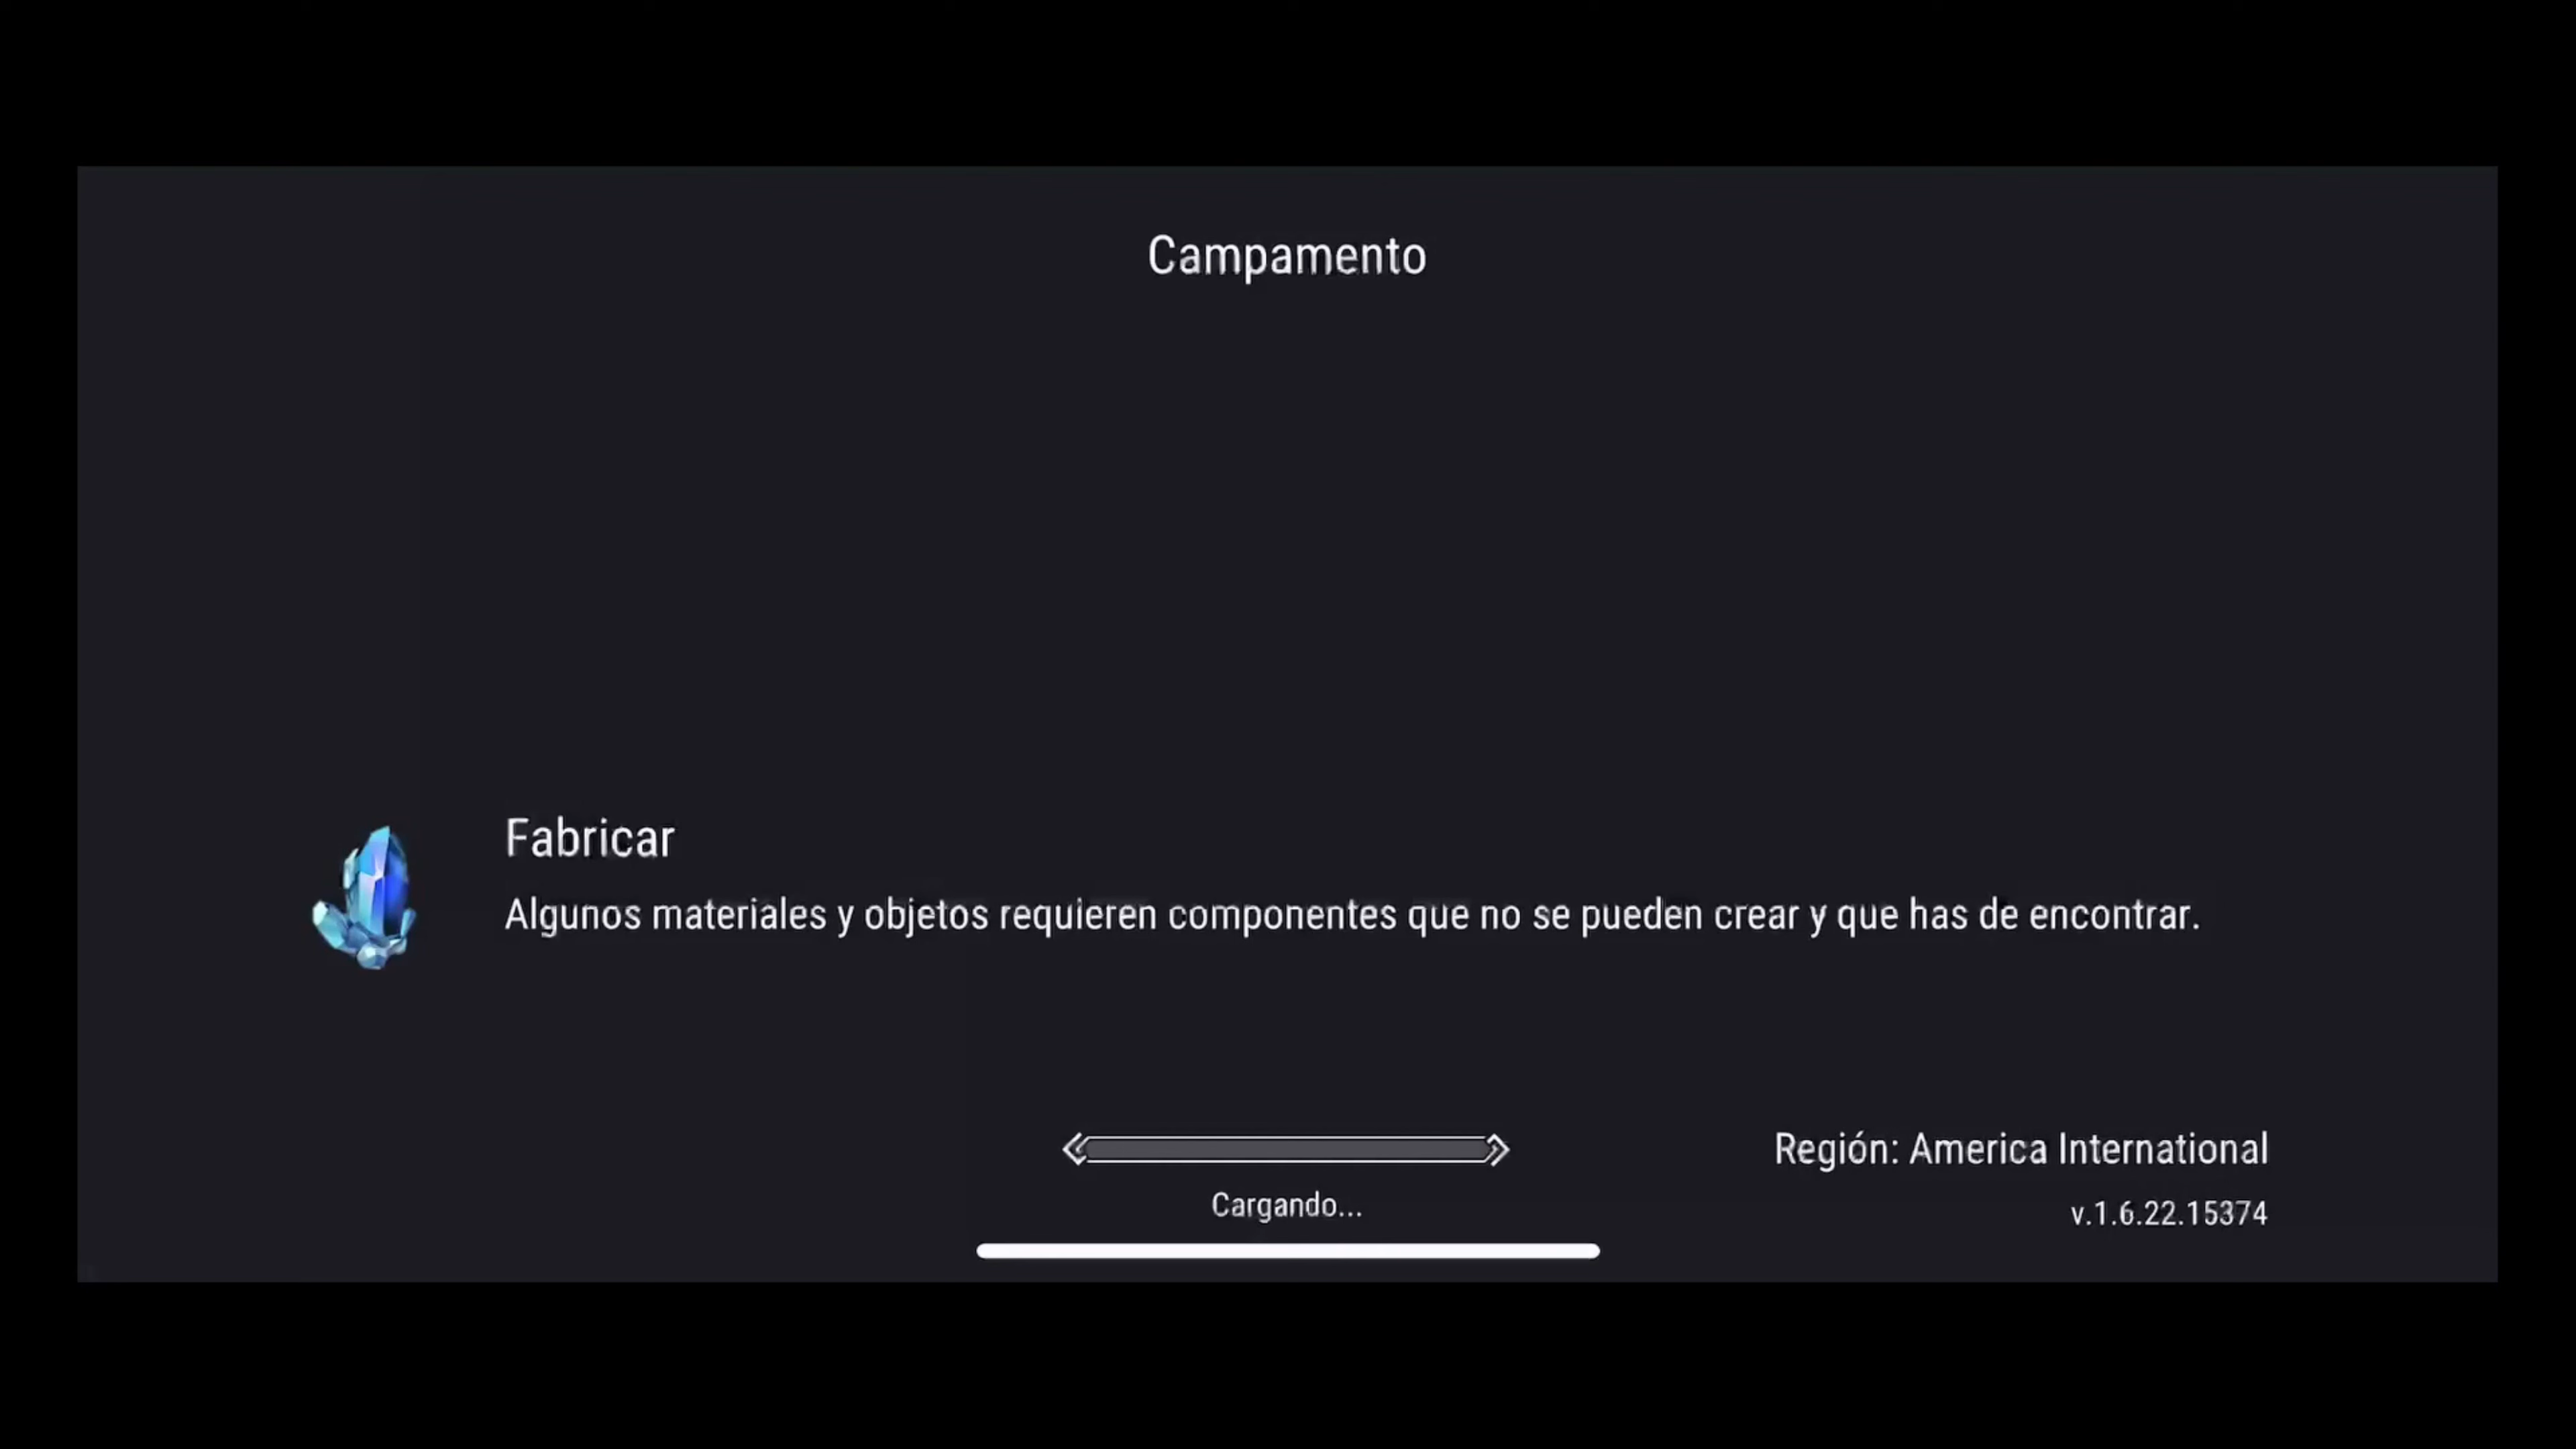 Campamento
Fabricar
Algunos materiales y objetos requieren componentes que no se pueden crear y que has de encontrar.
Región: America International
Cargando...
v.1.6.22.15374